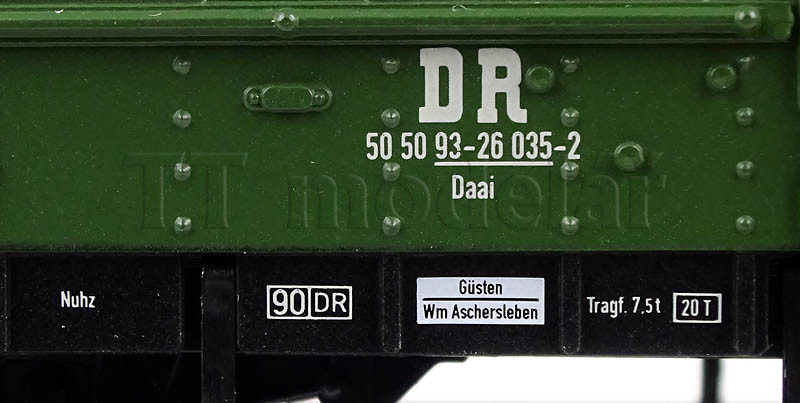 DR
50 50 93-26 035-2
Daai
TT modelář
Nuhz
90 DR
Güsten
Wm Aschersleben
Tragf. 7,5 t
20 T